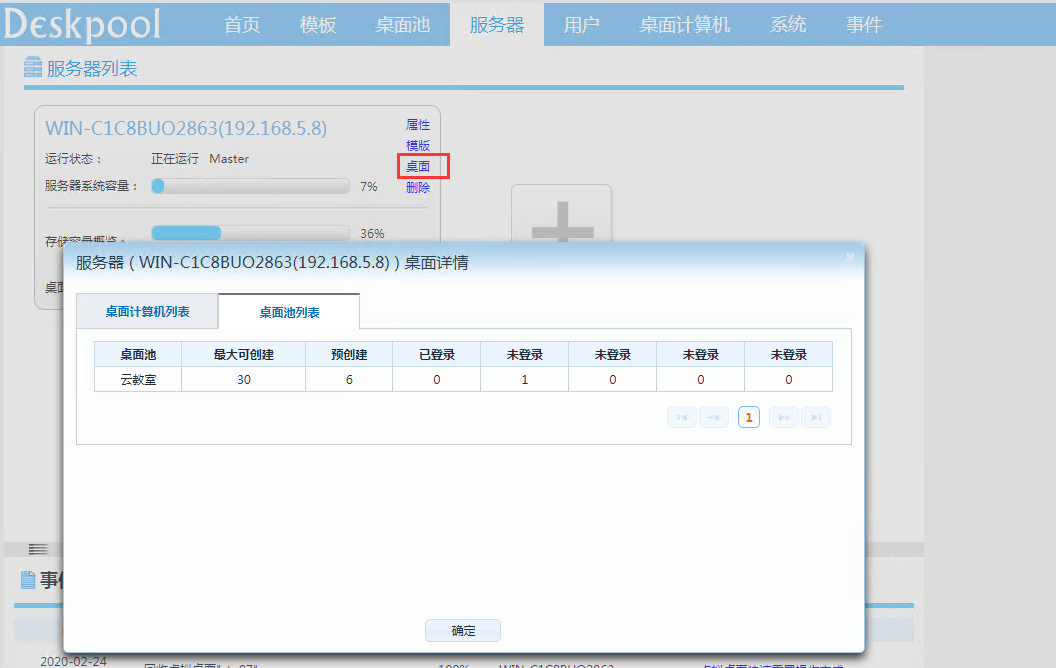 Deskpool 首页 模板 桌面池 服务器 用户 桌面计算机 系统 事件
服务器列表
WIN-C1C8BUO2863(192.168.5.8)
属性
模版
运行状态： 正在运行 Master
桌面
服务器系统容量： 7%
删除
存储容量概览： 36%
服务器 ( WIN-C1C8BUO2863(192.168.5.8) ) 桌面详情
桌面
桌面计算机列表 桌面池列表
桌面池 最大可创建 预创建 已登录 未登录 未登录 未登录 未登录
云教室 30 6 0 1 0 0 0
1
事件
确定
2020-02-24 100% WIN-C1C8BUO2863